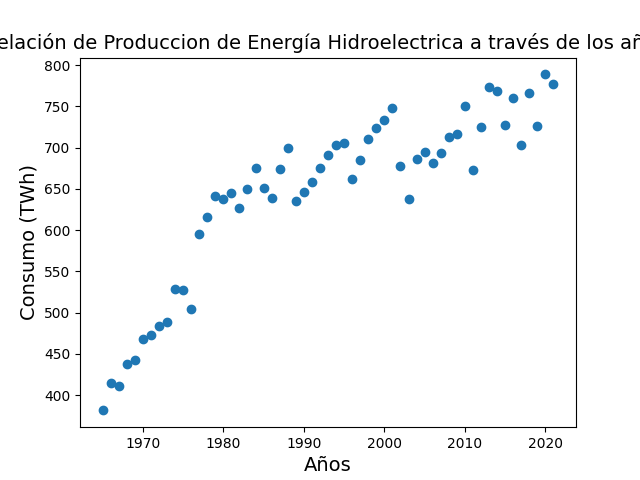 elación de Produccion de Energía Hidroelectrica a través de los añ
800
750
700
650
600
550
500
450
400
Consumo (TWh)
1970 1980 1990 2000 2010 2020
Años